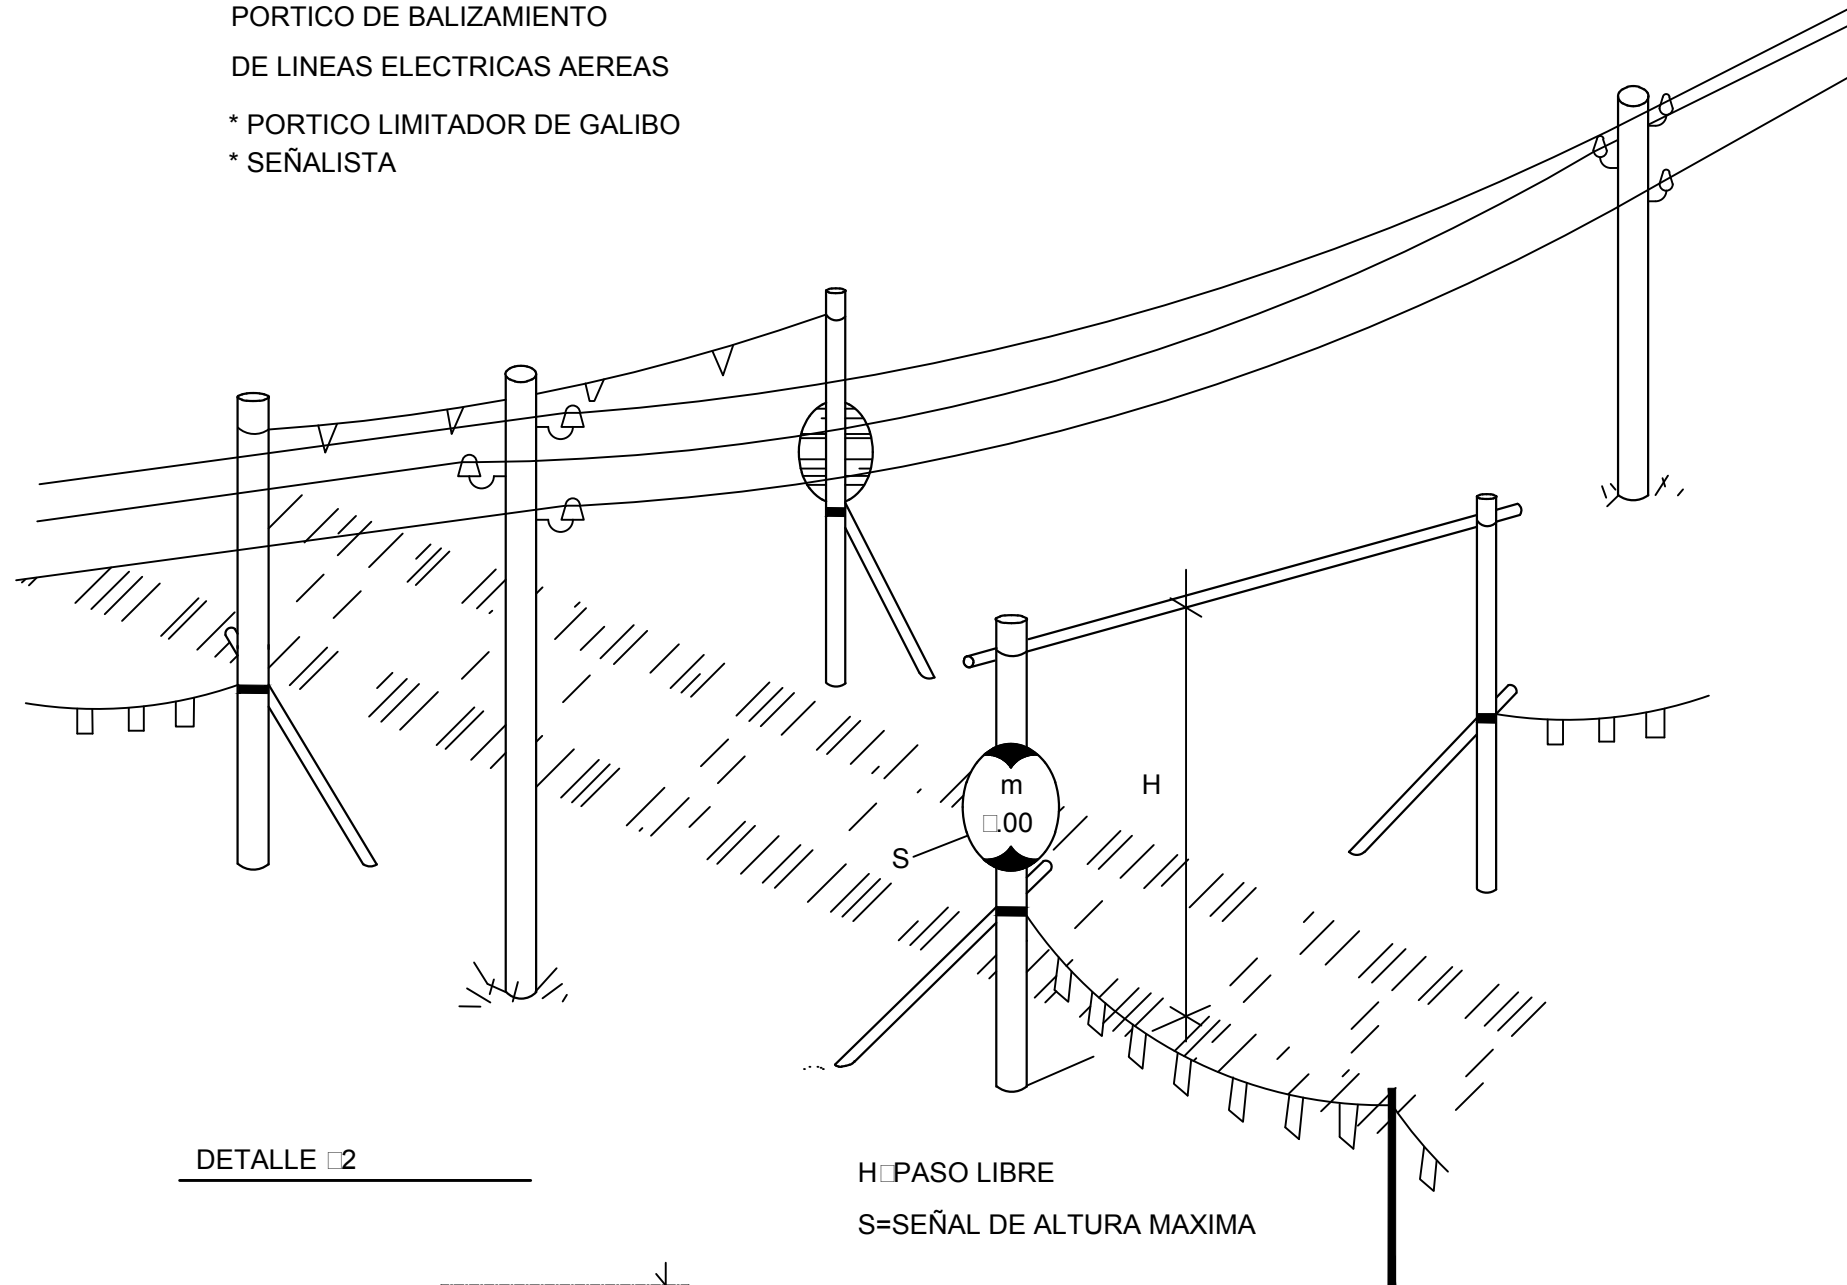 PORTICO DE BALIZAMIENTO
DE LINEAS ELECTRICAS AEREAS
* PORTICO LIMITADOR DE GALIBO
* SEÑALISTA
H
m
□.00
S
DETALLE □2
H□PASO LIBRE
S=SEÑAL DE ALTURA MAXIMA